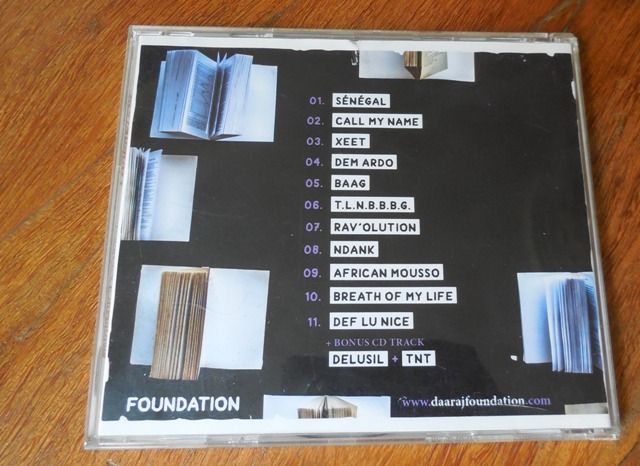 01. SÉNÉGAL
02. CALL MY NAME
03. XEET
04. DEM ARDO
05. BAAG
06. T.L.N.B.B.B.G.
07. RAV'OLUTION
08. NDANK
09. AFRICAN MOUSSO
10. BREATH OF MY LIFE
11. DEF LU NICE
+ BONUS CD TRACK
DELUSIL + TNT
FOUNDATION
www.daarajfoundation.com